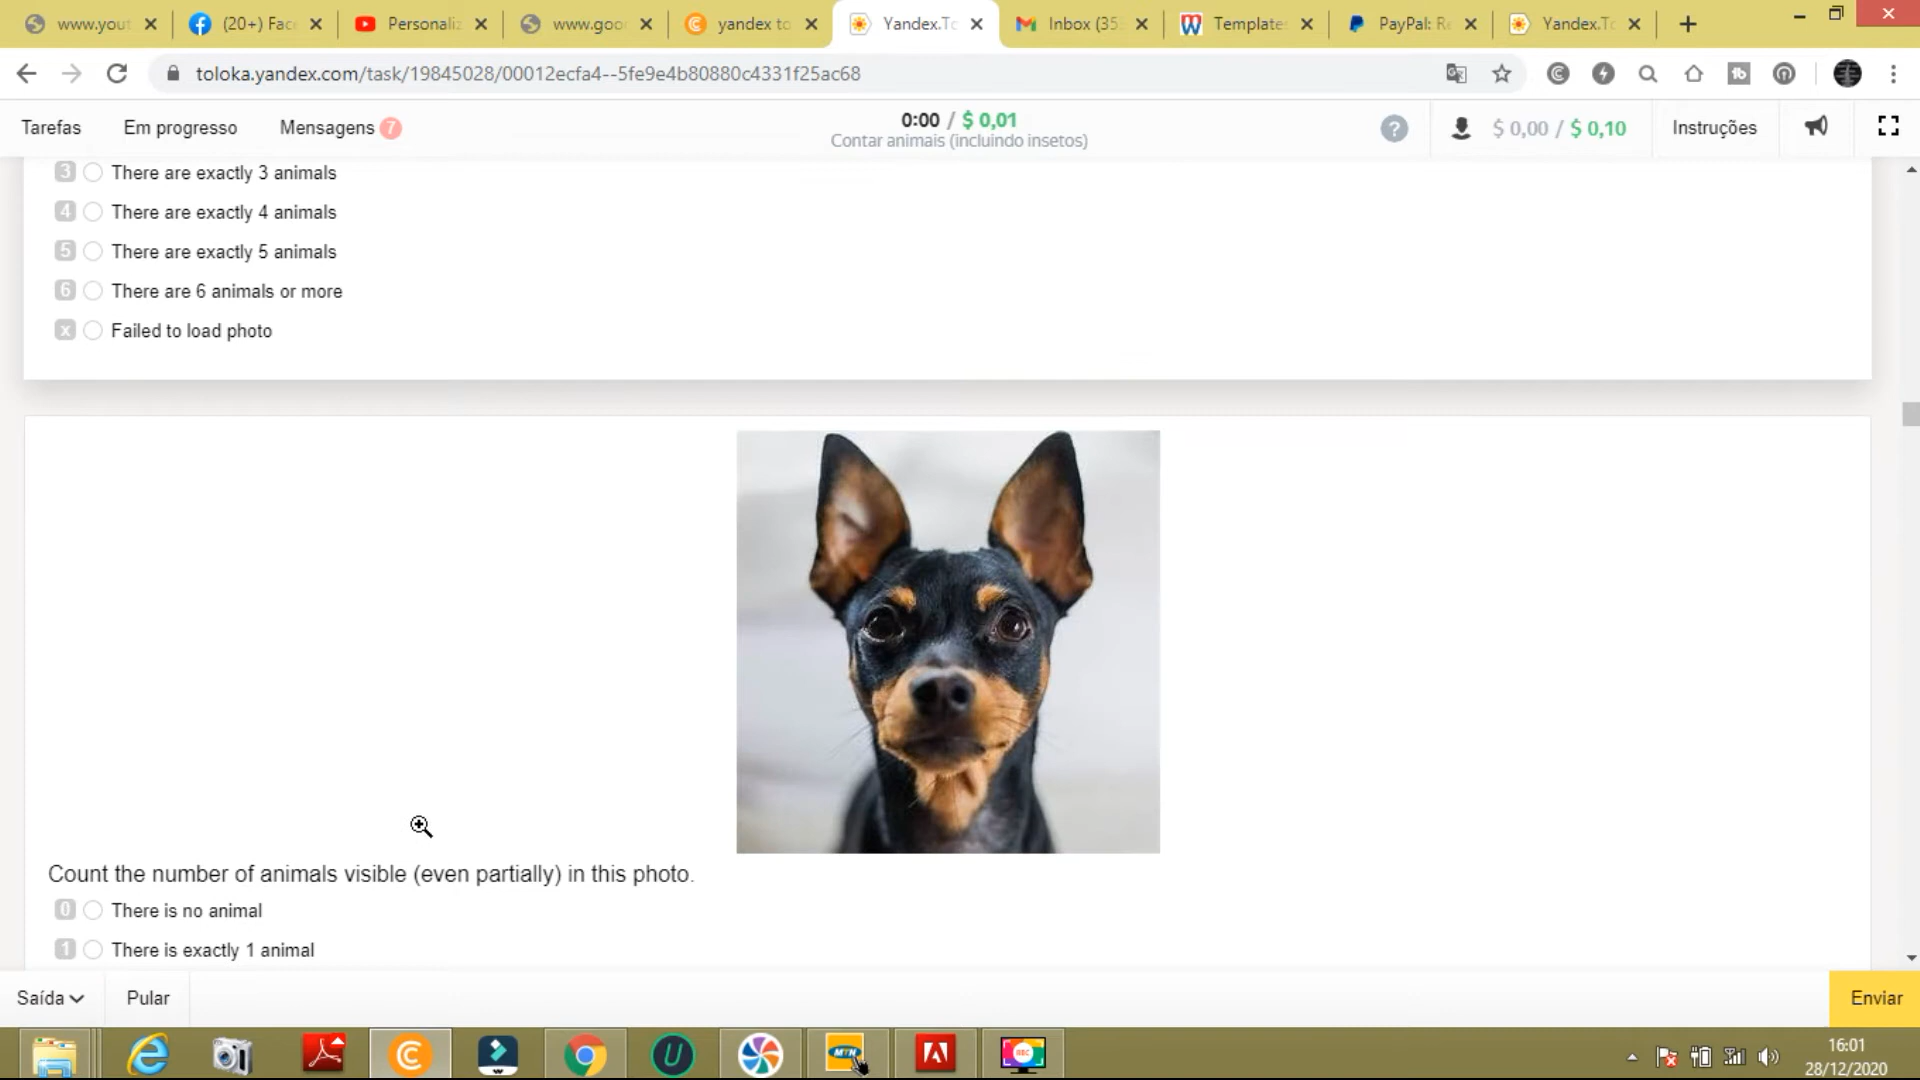 www.yout
(20+) Fac
Personaliz
www.goo
yandex to
Yandex.To
Inbox (35
Template
PayPal: Re
Yandex.To
toloka.yandex.com/task/19845028/00012ecfa4--5fe9e4b80880c4331f25ac68
Tarefas
Em progresso
Mensagens 7
0:00 / $ 0,01
Contar animais (incluindo insetos)
$ 0,00 / $ 0,10
Instruções
3 There are exactly 3 animals
4 There are exactly 4 animals
5 There are exactly 5 animals
6 There are 6 animals or more
x Failed to load photo
Count the number of animals visible (even partially) in this photo.
0 There is no animal
1 There is exactly 1 animal
Saída
Pular
Enviar
MTN
ABC
16:01
28/12/2020